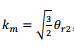 k_m = √(3/2) θ_{r2},